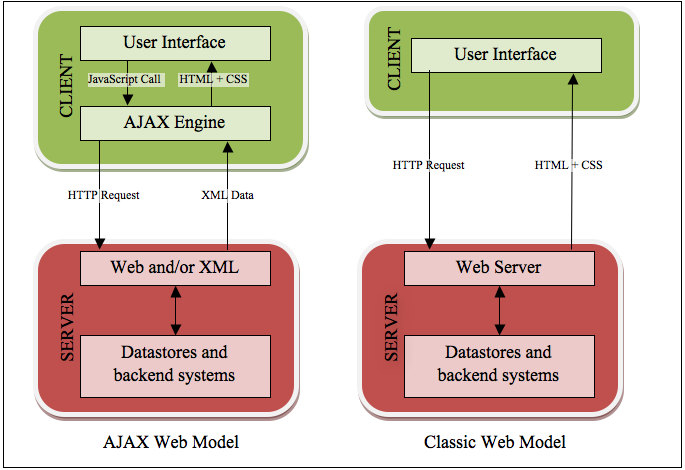 CLIENT
User Interface
JavaScript Call
HTML + CSS
AJAX Engine
HTTP Request
XML Data
SERVER
Web and/or XML
Datastores and
backend systems
AJAX Web Model
CLIENT
User Interface
HTTP Request
HTML + CSS
SERVER
Web Server
Datastores and
backend systems
Classic Web Model